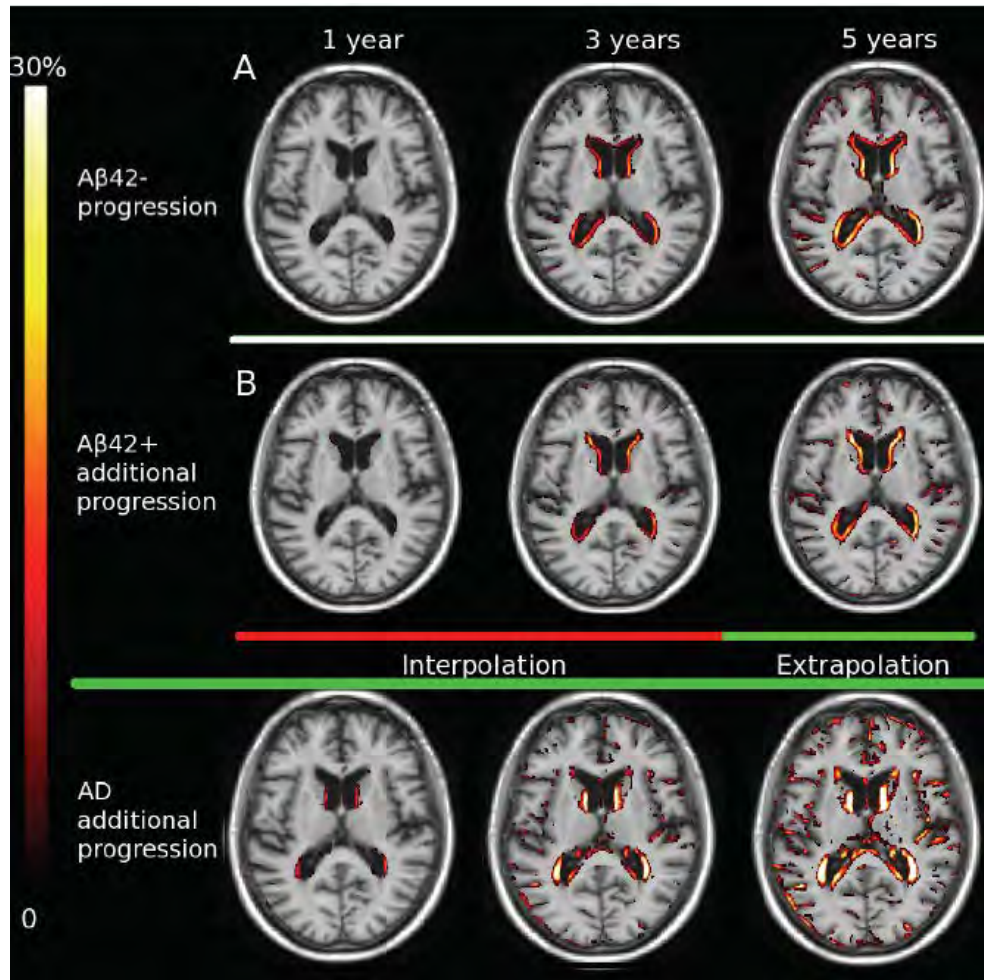 1 year 3 years 5 years
30%
A
Aβ42-
progression
B
Aβ42+
additional
progression
Interpolation Extrapolation
AD
additional
progression
0